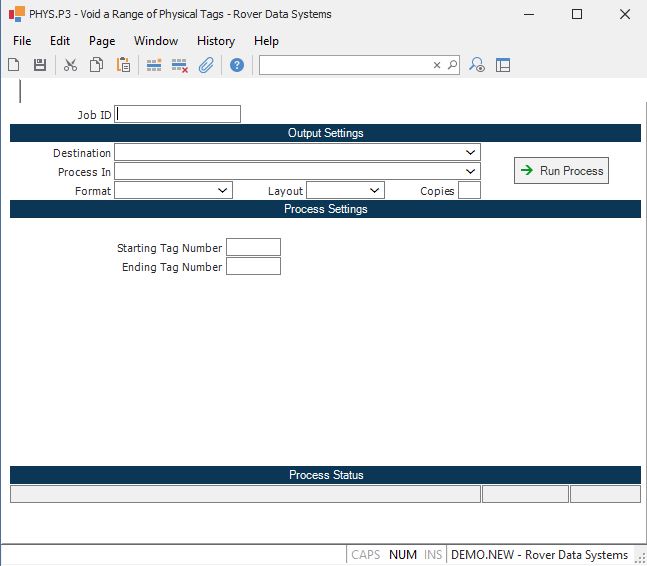 PHYS.P3 - Void a Range of Physical Tags - Rover Data Systems
File Edit Page Window History Help
Job ID
Output Settings
Destination
Process In
Run Process
Format Layout Copies
Process Settings
Starting Tag Number
Ending Tag Number
Process Status
CAPS NUM INS DEMO.NEW - Rover Data Systems